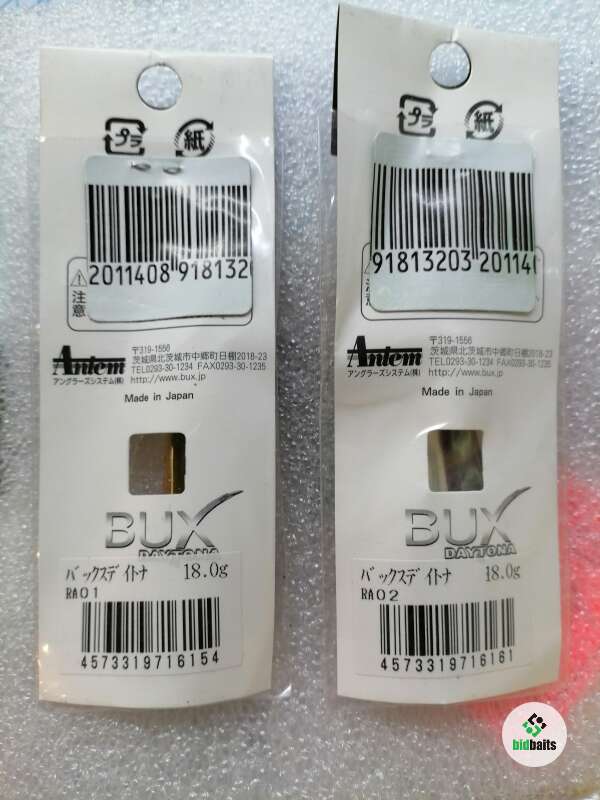 プラ
紙
2011408 918132
注意
Antem
アングラーズシステム(株)
〒319-1556
茨城県北茨城市中郷町日棚2018-23
TEL0293-30-1234 FAX0293-30-1235
http://www.bux.jp
Made in Japan
BUX
DAYTONA
バックスデイトナ 18.0g
RA01
4573319716154
プラ
紙
91813203 20114
Antem
アングラーズシステム(株)
〒319-1556
茨城県北茨城市中郷町日棚2018-23
TEL0293-30-1234 FAX0293-30-1235
http://www.bux.jp
Made in Japan
BUX
DAYTONA
バックスデイトナ 18.0g
RA02
4573319716161
bidbaits